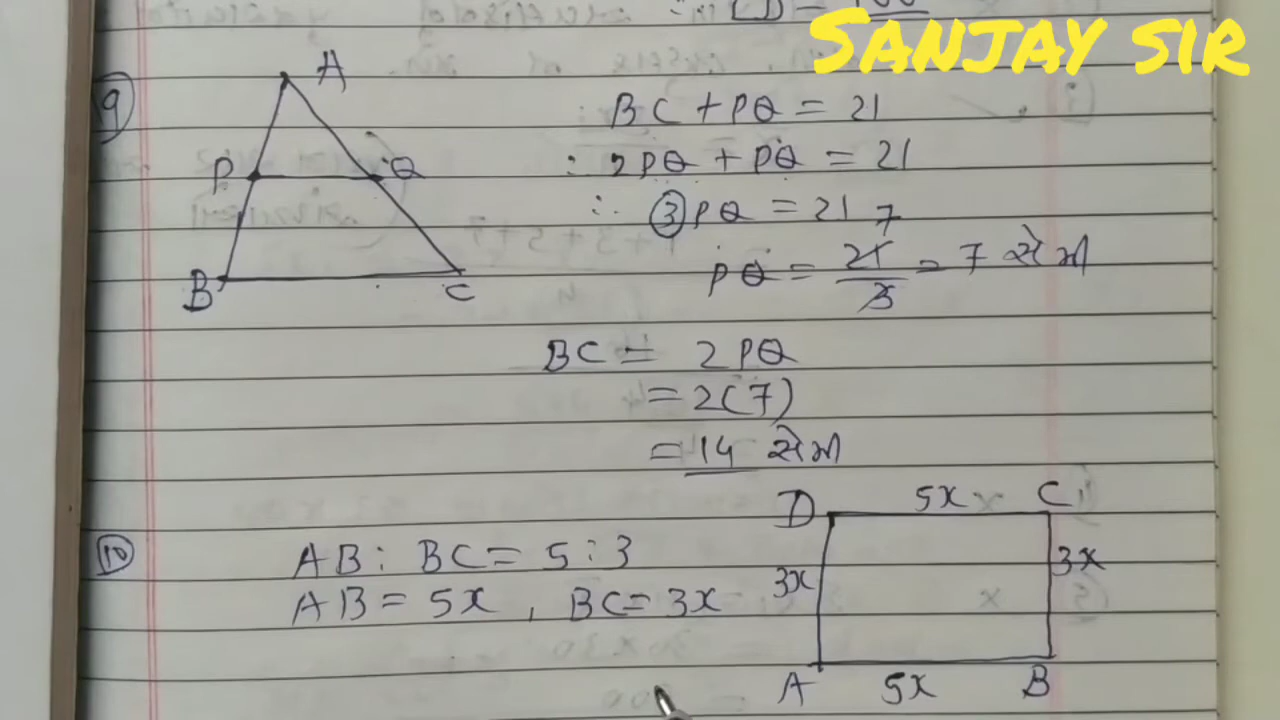 SANJAY SIR
9
A
P Q
B C
BC + PQ = 21
∴ 2PQ + PQ = 21
∴ 3PQ = 21
PQ = 21/3 = 7 સેમી
7
BC = 2PQ
= 2(7)
= 14 સેમી
10
AB : BC = 5 : 3
AB = 5x , BC = 3x
D 5x C
3x 3x
A 5x B